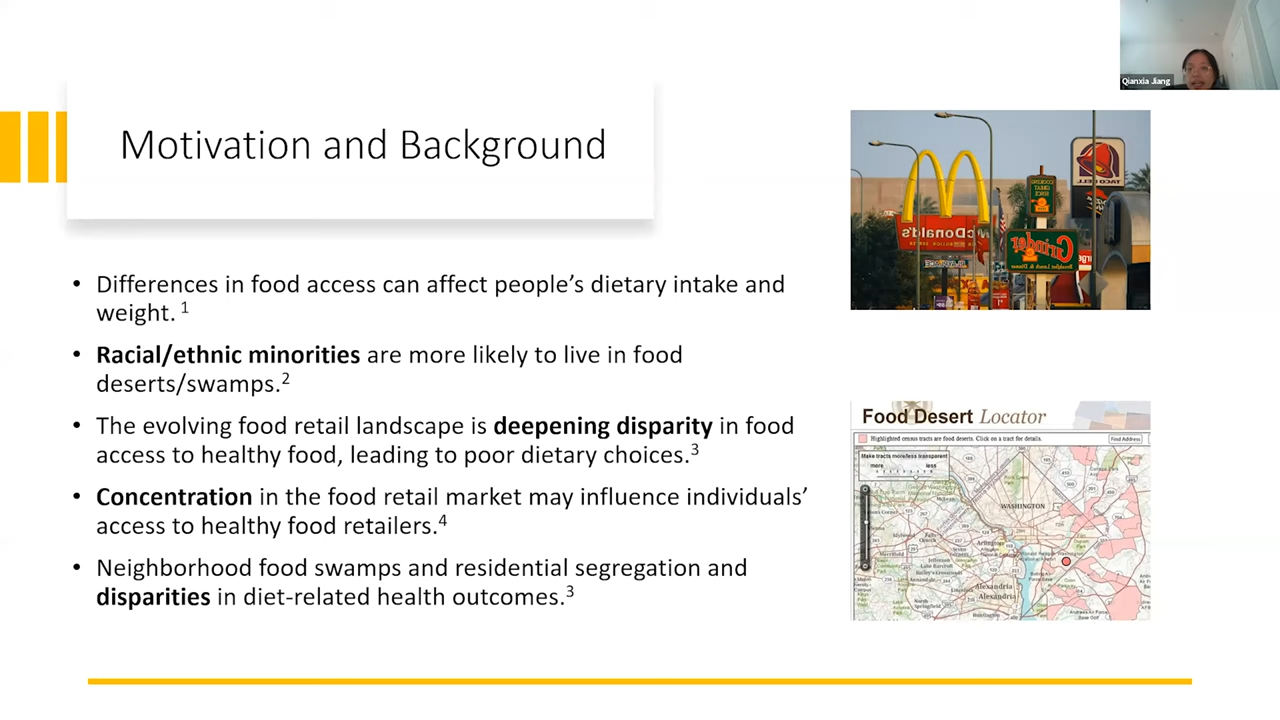 Qianxia Jiang
Motivation and Background
• Differences in food access can affect people’s dietary intake and
weight. 1
• Racial/ethnic minorities are more likely to live in food
deserts/swamps.2
• The evolving food retail landscape is deepening disparity in food
access to healthy food, leading to poor dietary choices.3
• Concentration in the food retail market may influence individuals’
access to healthy food retailers.4
• Neighborhood food swamps and residential segregation and
disparities in diet-related health outcomes.3
TACO BELL
McDonald's
Grinder
Food Desert Locator
Highlighted census tracts are food deserts. Click on a tract for details.
Find Address
Make tracts more/less transparent
more less
WASHINGTON
Arlington
Alexandria
Alexandria